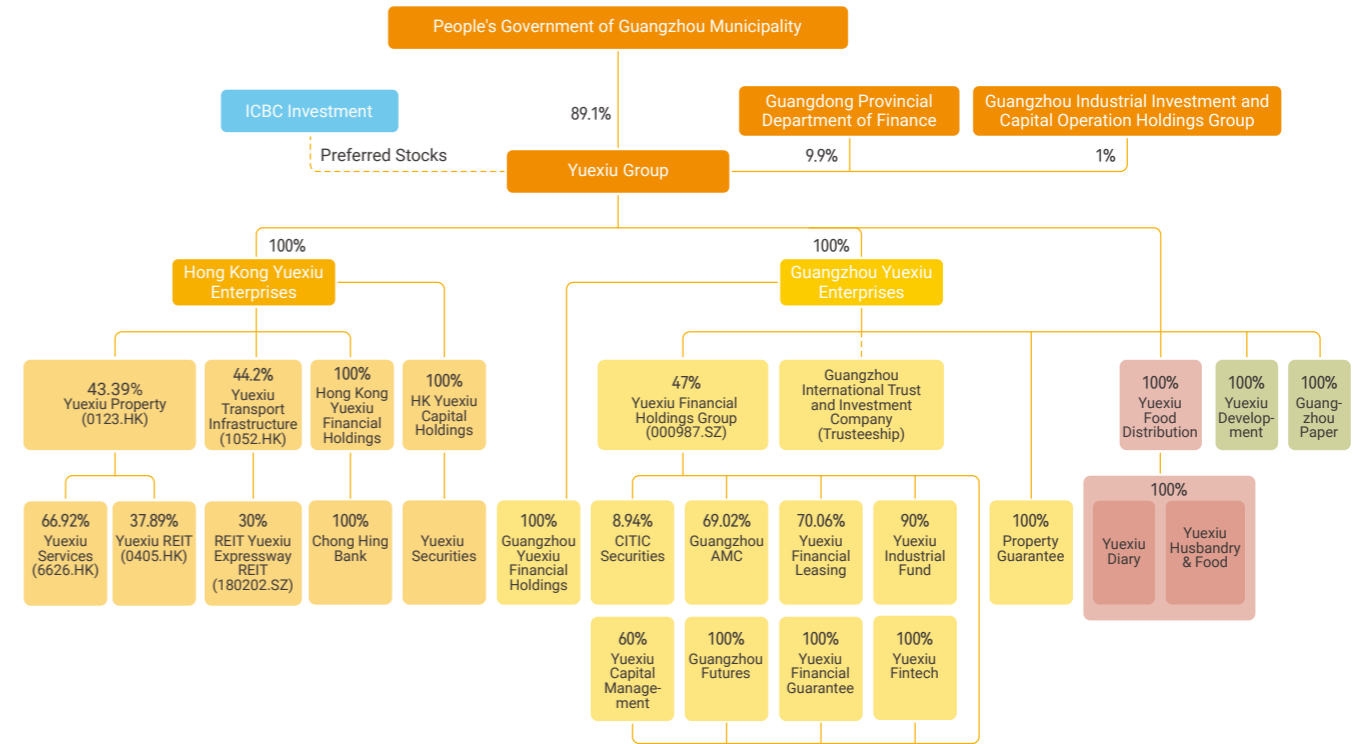 People's Government of Guangzhou Municipality
ICBC Investment
89.1%
Guangdong Provincial
Department of Finance
Guangzhou Industrial Investment and
Capital Operation Holdings Group
Preferred Stocks
9.9%
1%
Yuexiu Group
100%
100%
Hong Kong Yuexiu
Enterprises
Guangzhou Yuexiu
Enterprises
43.39%
Yuexiu Property
(0123.HK)
44.2%
Yuexiu
Transport
Infrastructure
(1052.HK)
100%
Hong Kong
Yuexiu
Financial
Holdings
100%
HK Yuexiu
Capital
Holdings
47%
Yuexiu Financial
Holdings Group
(000987.SZ)
Guangzhou
International Trust
and Investment
Company
(Trusteeship)
100%
Yuexiu
Food
Distribution
100%
Yuexiu
Develop-
ment
100%
Guang-
zhou
Paper
66.92%
Yuexiu
Services
(6626.HK)
37.89%
Yuexiu REIT
(0405.HK)
30%
REIT Yuexiu
Expressway
REIT
(180202.SZ)
100%
Chong Hing
Bank
Yuexiu
Securities
100%
Guangzhou
Yuexiu
Financial
Holdings
8.94%
CITIC
Securities
69.02%
Guangzhou
AMC
70.06%
Yuexiu
Financial
Leasing
90%
Yuexiu
Industrial
Fund
100%
Property
Guarantee
100%
Yuexiu
Diary
Yuexiu
Husbandry
& Food
60%
Yuexiu
Capital
Manage-
ment
100%
Guangzhou
Futures
100%
Yuexiu
Financial
Guarantee
100%
Yuexiu
Fintech